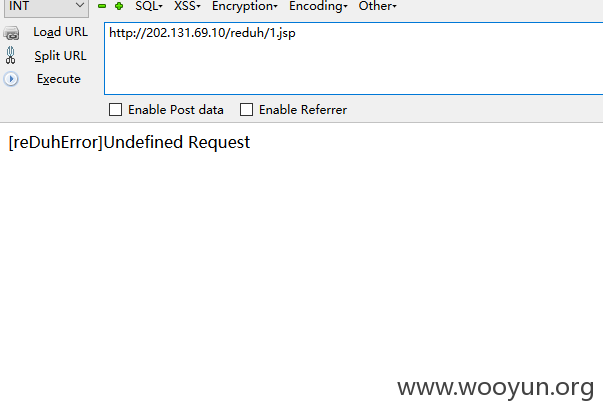 INT SQL XSS Encryption Encoding Other
Load URL http://202.131.69.10/reduh/1.jsp
Split URL
Execute
Enable Post data Enable Referrer
[reDuhError]Undefined Request
www.wooyun.org